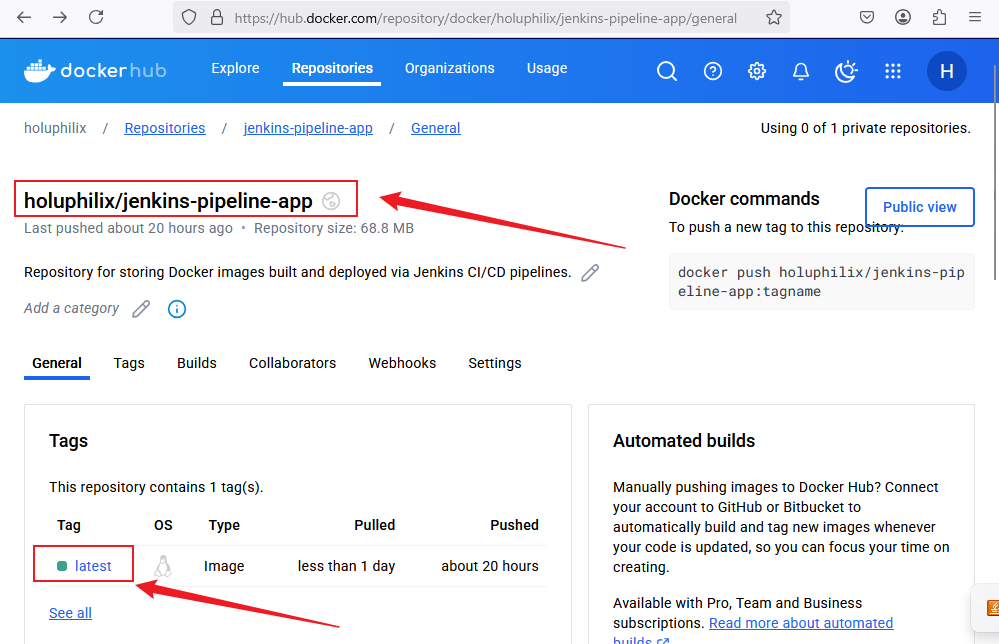 https://hub.docker.com/repository/docker/holuphilix/jenkins-pipeline-app/general
dockerhub Explore Repositories Organizations Usage H
holuphilix / Repositories / jenkins-pipeline-app / General Using 0 of 1 private repositories.
holuphilix/jenkins-pipeline-app
Last pushed about 20 hours ago • Repository size: 68.8 MB
Repository for storing Docker images built and deployed via Jenkins CI/CD pipelines.
Add a category
Docker commands
Public view
To push a new tag to this repository:
docker push holuphilix/jenkins-pip
eline-app:tagname
General Tags Builds Collaborators Webhooks Settings
Tags
This repository contains 1 tag(s).
Tag OS Type Pulled Pushed
latest Image less than 1 day about 20 hours
See all
Automated builds
Manually pushing images to Docker Hub? Connect
your account to GitHub or Bitbucket to
automatically build and tag new images whenever
your code is updated, so you can focus your time on
creating.
Available with Pro, Team and Business
subscriptions. Read more about automated
builds